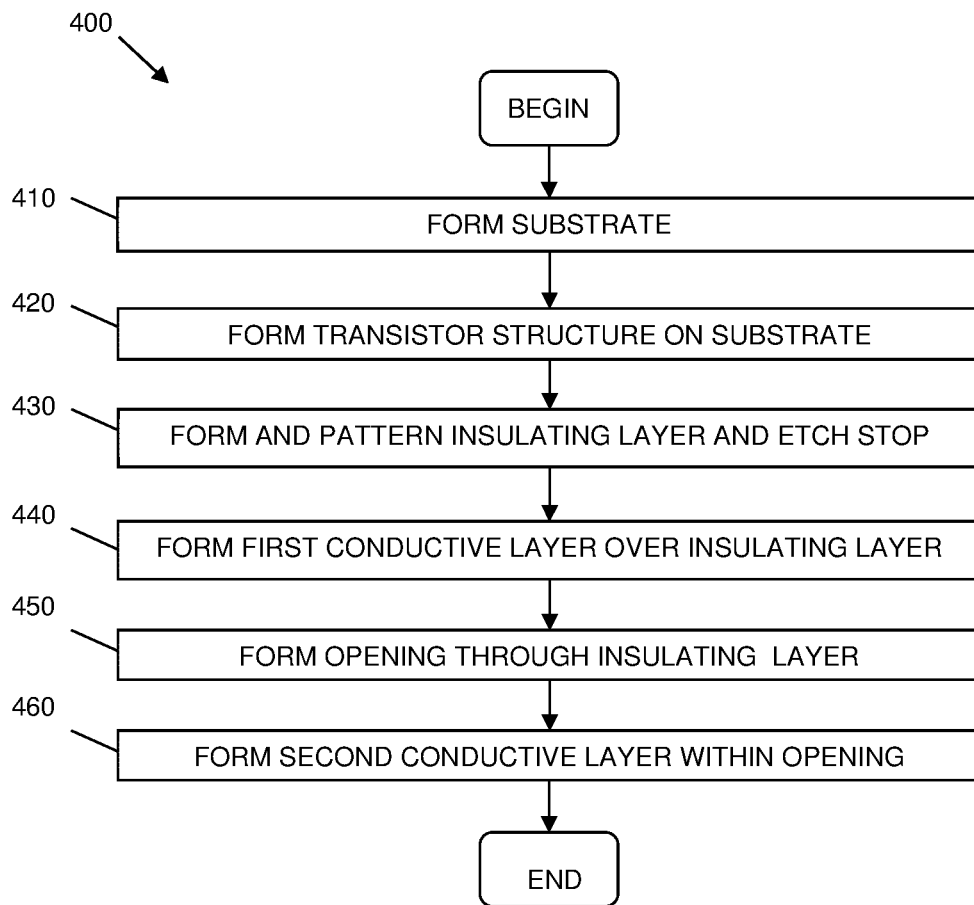 400
BEGIN
410
FORM SUBSTRATE
420
FORM TRANSISTOR STRUCTURE ON SUBSTRATE
430
FORM AND PATTERN INSULATING LAYER AND ETCH STOP
440
FORM FIRST CONDUCTIVE LAYER OVER INSULATING LAYER
450
FORM OPENING THROUGH INSULATING LAYER
460
FORM SECOND CONDUCTIVE LAYER WITHIN OPENING
END